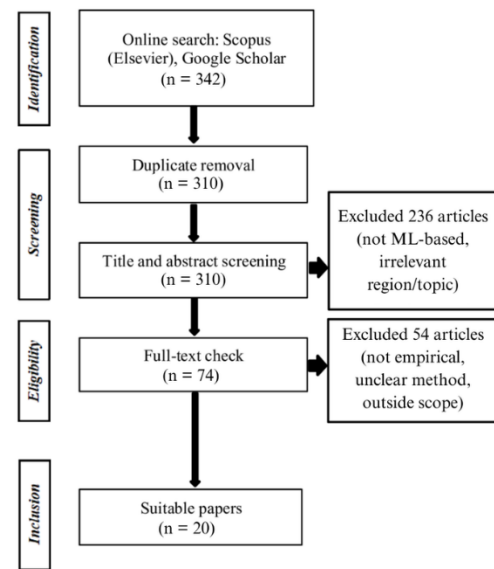 Identification
Online search: Scopus
(Elsevier), Google Scholar
(n = 342)
Screening
Duplicate removal
(n = 310)
Title and abstract screening
(n = 310)
Excluded 236 articles
(not ML-based,
irrelevant
region/topic)
Eligibility
Full-text check
(n = 74)
Excluded 54 articles
(not empirical,
unclear method,
outside scope)
Inclusion
Suitable papers
(n = 20)